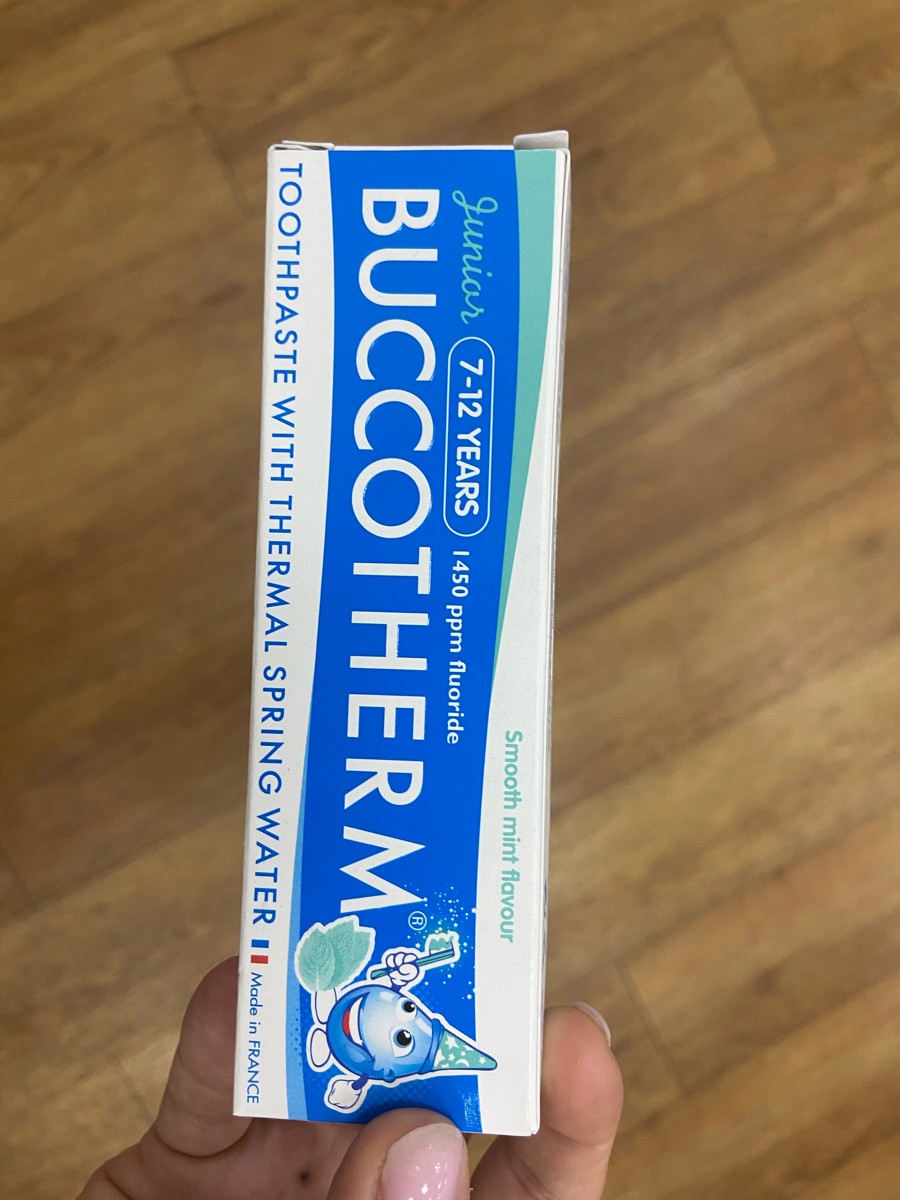 Smooth mint flavour
Junior 7-12 YEARS 1450 ppm fluoride
BUCCOTHERM®
TOOTHPASTE WITH THERMAL SPRING WATER Made in FRANCE